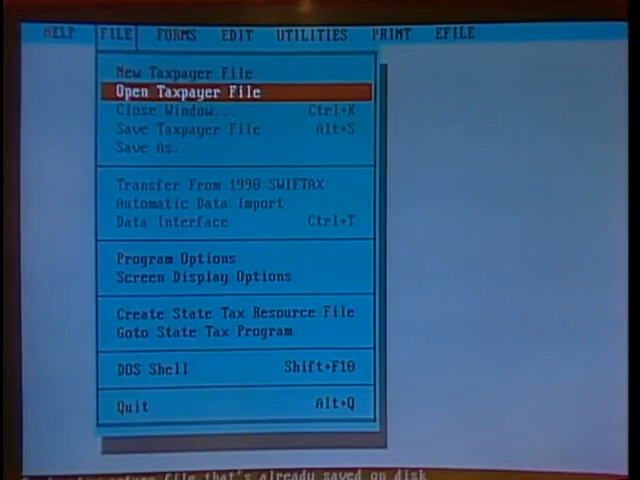 HELP FILE FORMS EDIT UTILITIES PRINT EFILE
New Taxpayer File
Open Taxpayer File
Close Window... Ctrl+K
Save Taxpayer File Alt+S
Save As...
Transfer From 1990 SWIFTAX
Automatic Data Import
Data Interface Ctrl+T
Program Options
Screen Display Options
Create State Tax Resource File
Goto State Tax Program
DOS Shell Shift+F10
Quit Alt+Q
file that's already saved on disk